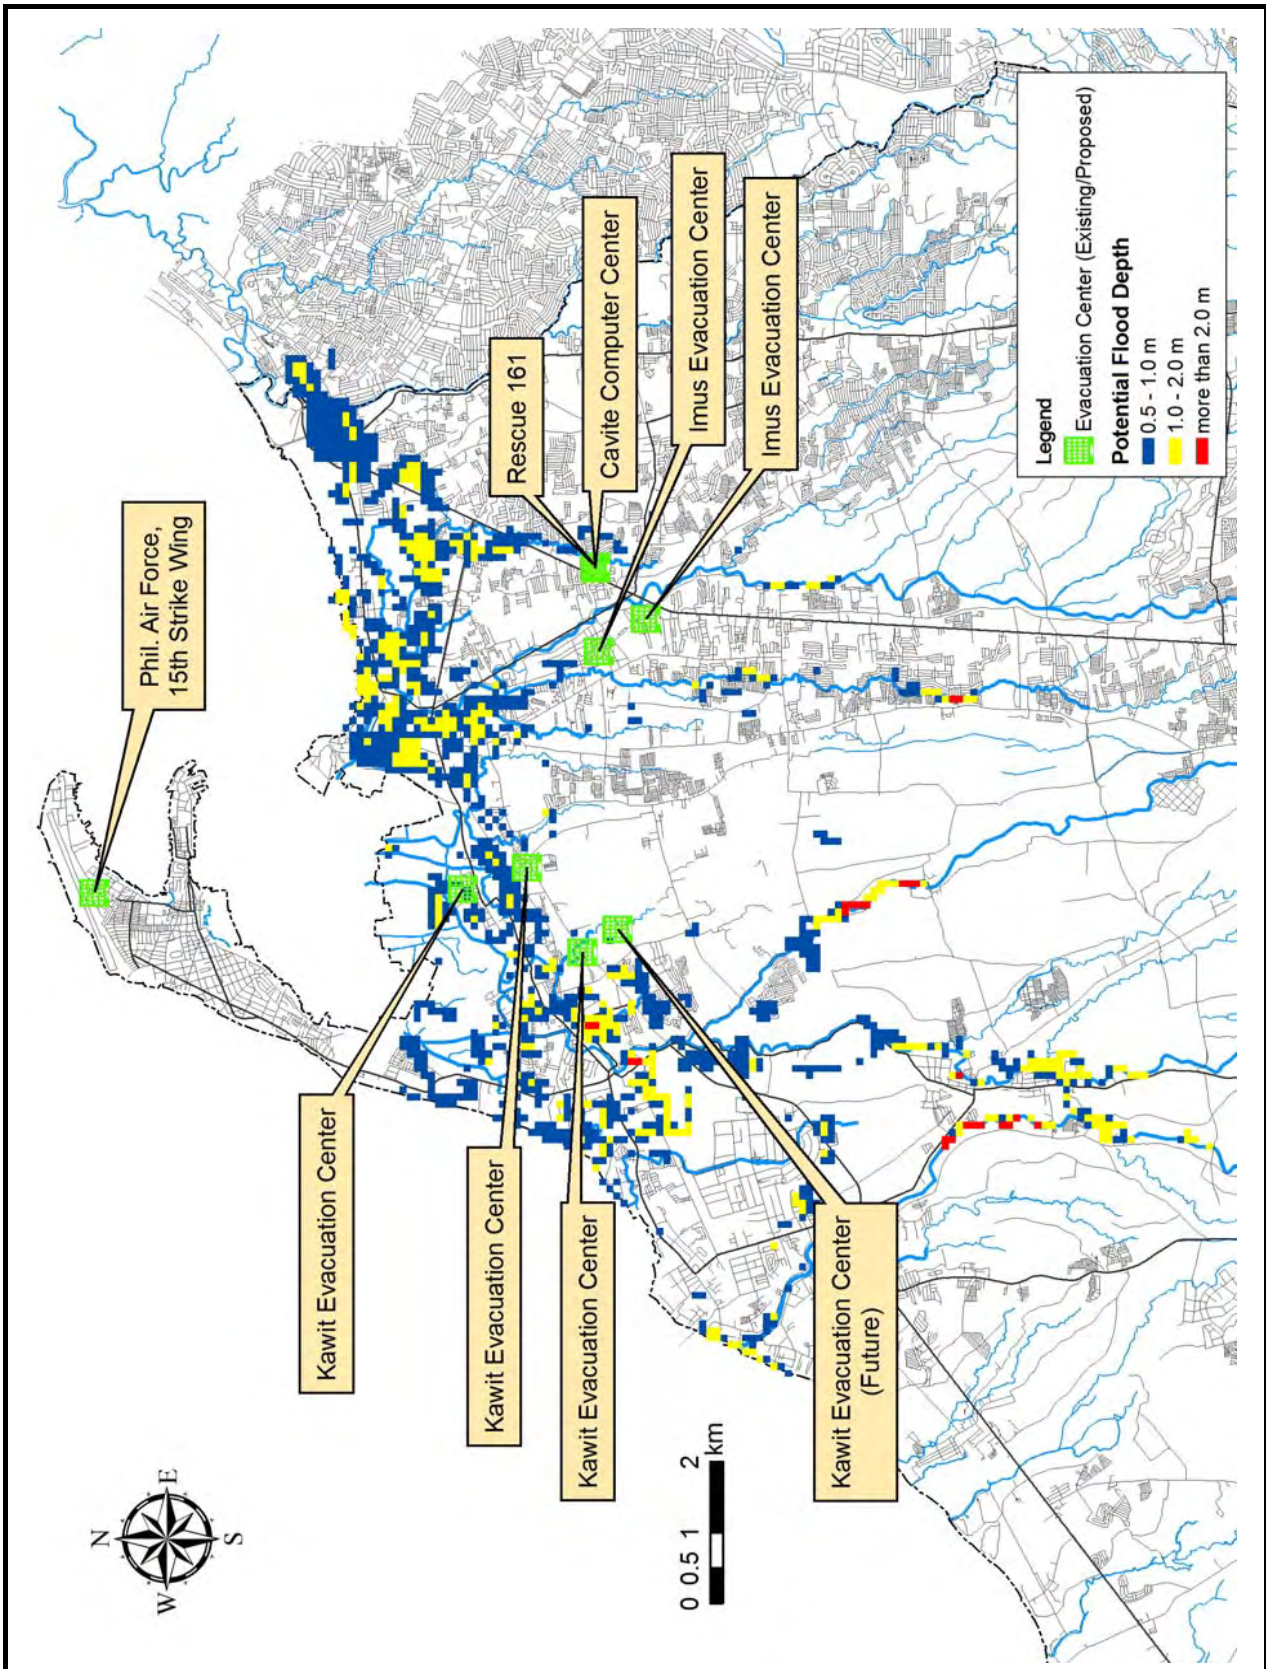 N
W
E
S
Phil. Air Force,
15th Strike Wing
Kawit Evacuation Center
Kawit Evacuation Center
Kawit Evacuation Center
Kawit Evacuation Center
(Future)
Rescue 161
Cavite Computer Center
Imus Evacuation Center
Imus Evacuation Center
0 0.5 1 2
km
Legend
Evacuation Center (Existing/Proposed)
Potential Flood Depth
0.5 - 1.0 m
1.0 - 2.0 m
more than 2.0 m